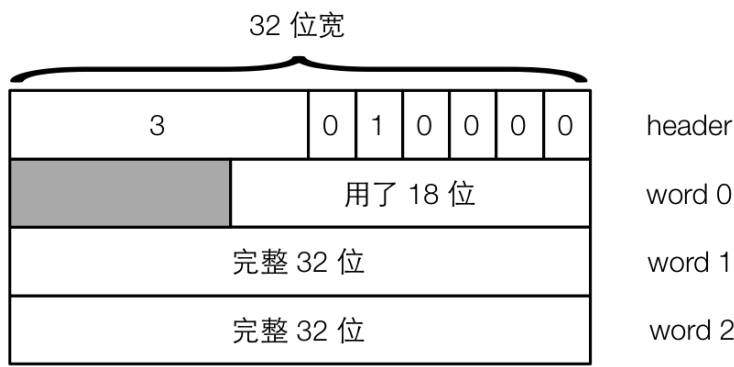 32 位宽
3 0 1 0 0 0 0 header
用了 18 位 word 0
完整 32 位 word 1
完整 32 位 word 2